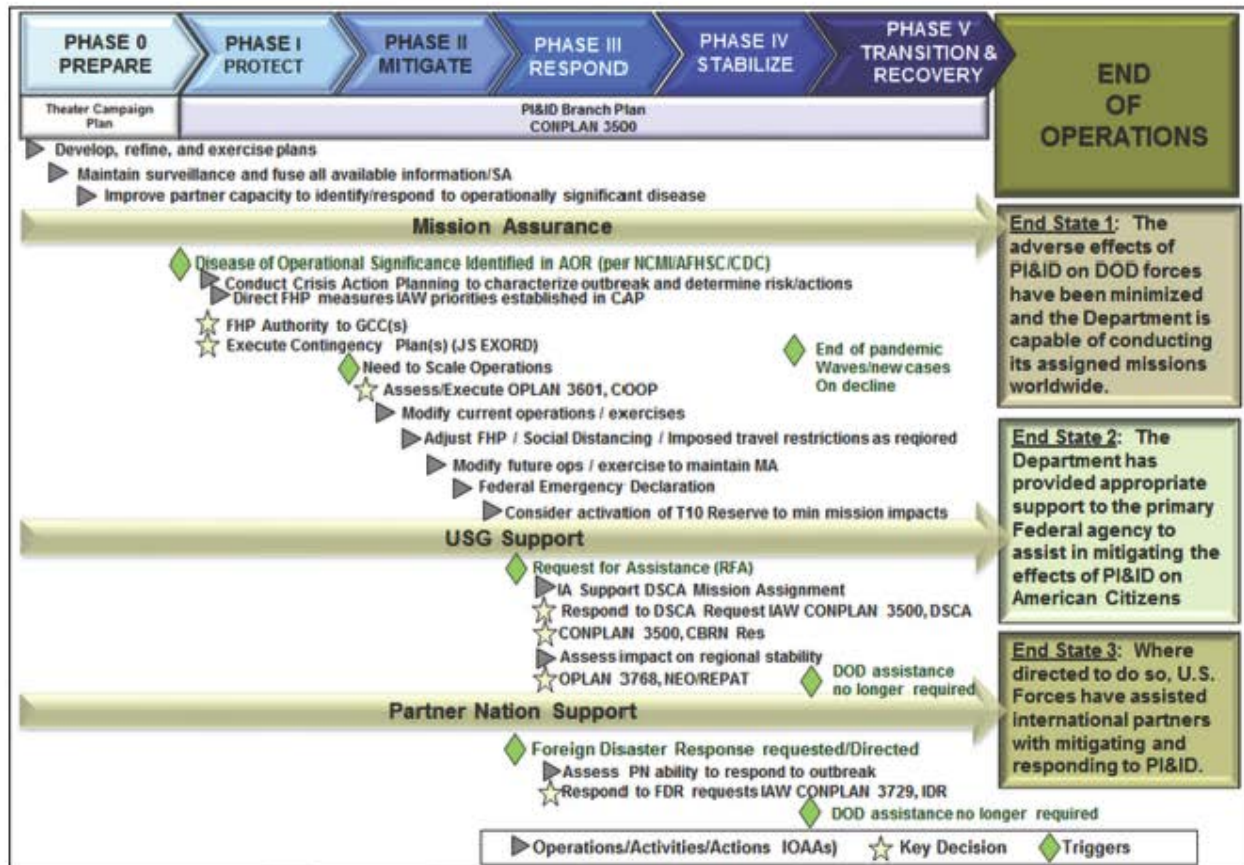 PHASE 0
PREPARE
PHASE I
PROTECT
PHASE II
MITIGATE
PHASE III
RESPOND
PHASE IV
STABILIZE
PHASE V
TRANSITION &
RECOVERY
END
OF
OPERATIONS
Theater Campaign
Plan
PI&ID Branch Plan
CONPLAN 3500
Develop, refine, and exercise plans
Maintain surveillance and fuse all available information/SA
Improve partner capacity to identify/respond to operationally significant disease
Mission Assurance
Disease of Operational Significance Identified in AOR (per NCMI/AFHSC/CDC)
Conduct Crisis Action Planning to characterize outbreak and determine risk/actions
Direct FHP measures IAW priorities established in CAP
FHP Authority to GCC(s)
Execute Contingency Plan(s) (JS EXORD)
Need to Scale Operations
Assess/Execute OPLAN 3601, COOP
End of pandemic
Waves/new cases
On decline
Modify current operations / exercises
Adjust FHP / Social Distancing / Imposed travel restrictions as reqiored
Modify future ops / exercise to maintain MA
Federal Emergency Declaration
Consider activation of T10 Reserve to min mission impacts
End State 1: The
adverse effects of
PI&ID on DOD forces
have been minimized
and the Department is
capable of conducting
its assigned missions
worldwide.
USG Support
Request for Assistance (RFA)
IA Support DSCA Mission Assignment
Respond to DSCA Request IAW CONPLAN 3500, DSCA
CONPLAIN 3500, CBRN Res
Assess impact on regional stability
OPLAN 3768, NEO/REPAT
DOD assistance
no longer required
End State 2: The
Department has
provided appropriate
support to the primary
Federal agency to
assist in mitigating the
effects of PI&ID on
American Citizens
Partner Nation Support
Foreign Disaster Response requested/Directed
Assess PN ability to respond to outbreak
Respond to FDR requests IAW CONPLAN 3729, IDR
DOD assistance no longer required
End State 3: Where
directed to do so, U.S.
Forces have assisted
international partners
with mitigating and
responding to PI&ID.
Operations/Activities/Actions IOAAs)
Key Decision
Triggers